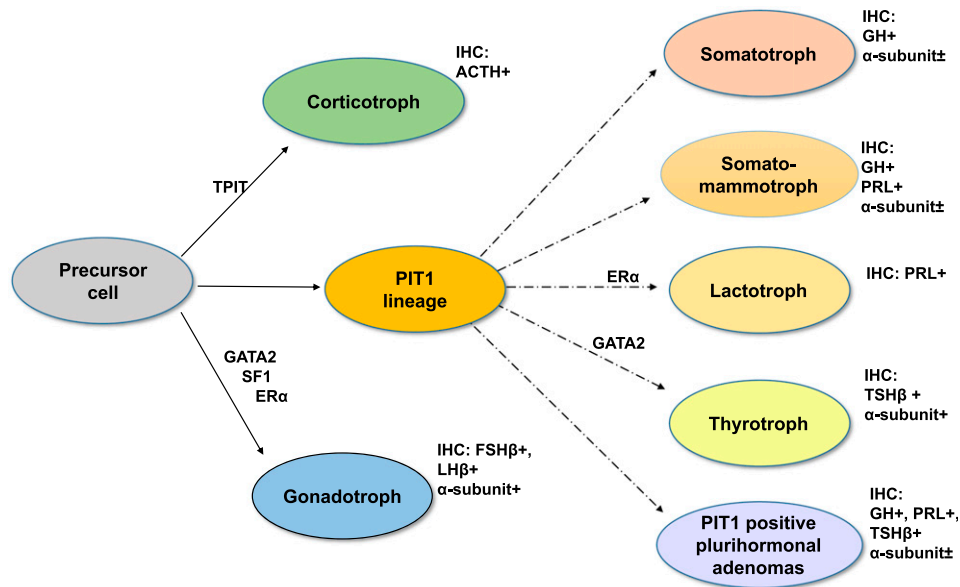 IHC:
ACTH+
Corticotroph
TPIT
Precursor
cell
GATA2
SF1
ERα
IHC: FSHβ+,
LHβ+
α-subunit+
Gonadotroph
PIT1
lineage
IHC:
GH+
α-subunit±
Somatotroph
IHC:
GH+
PRL+
α-subunit±
Somato-
mammotroph
ERα
Lactotroph
IHC: PRL+
GATA2
Thyrotroph
IHC:
TSHβ +
α-subunit+
PIT1 positive
plurihormonal
adenomas
IHC:
GH+, PRL+,
TSHβ+
α-subunit±